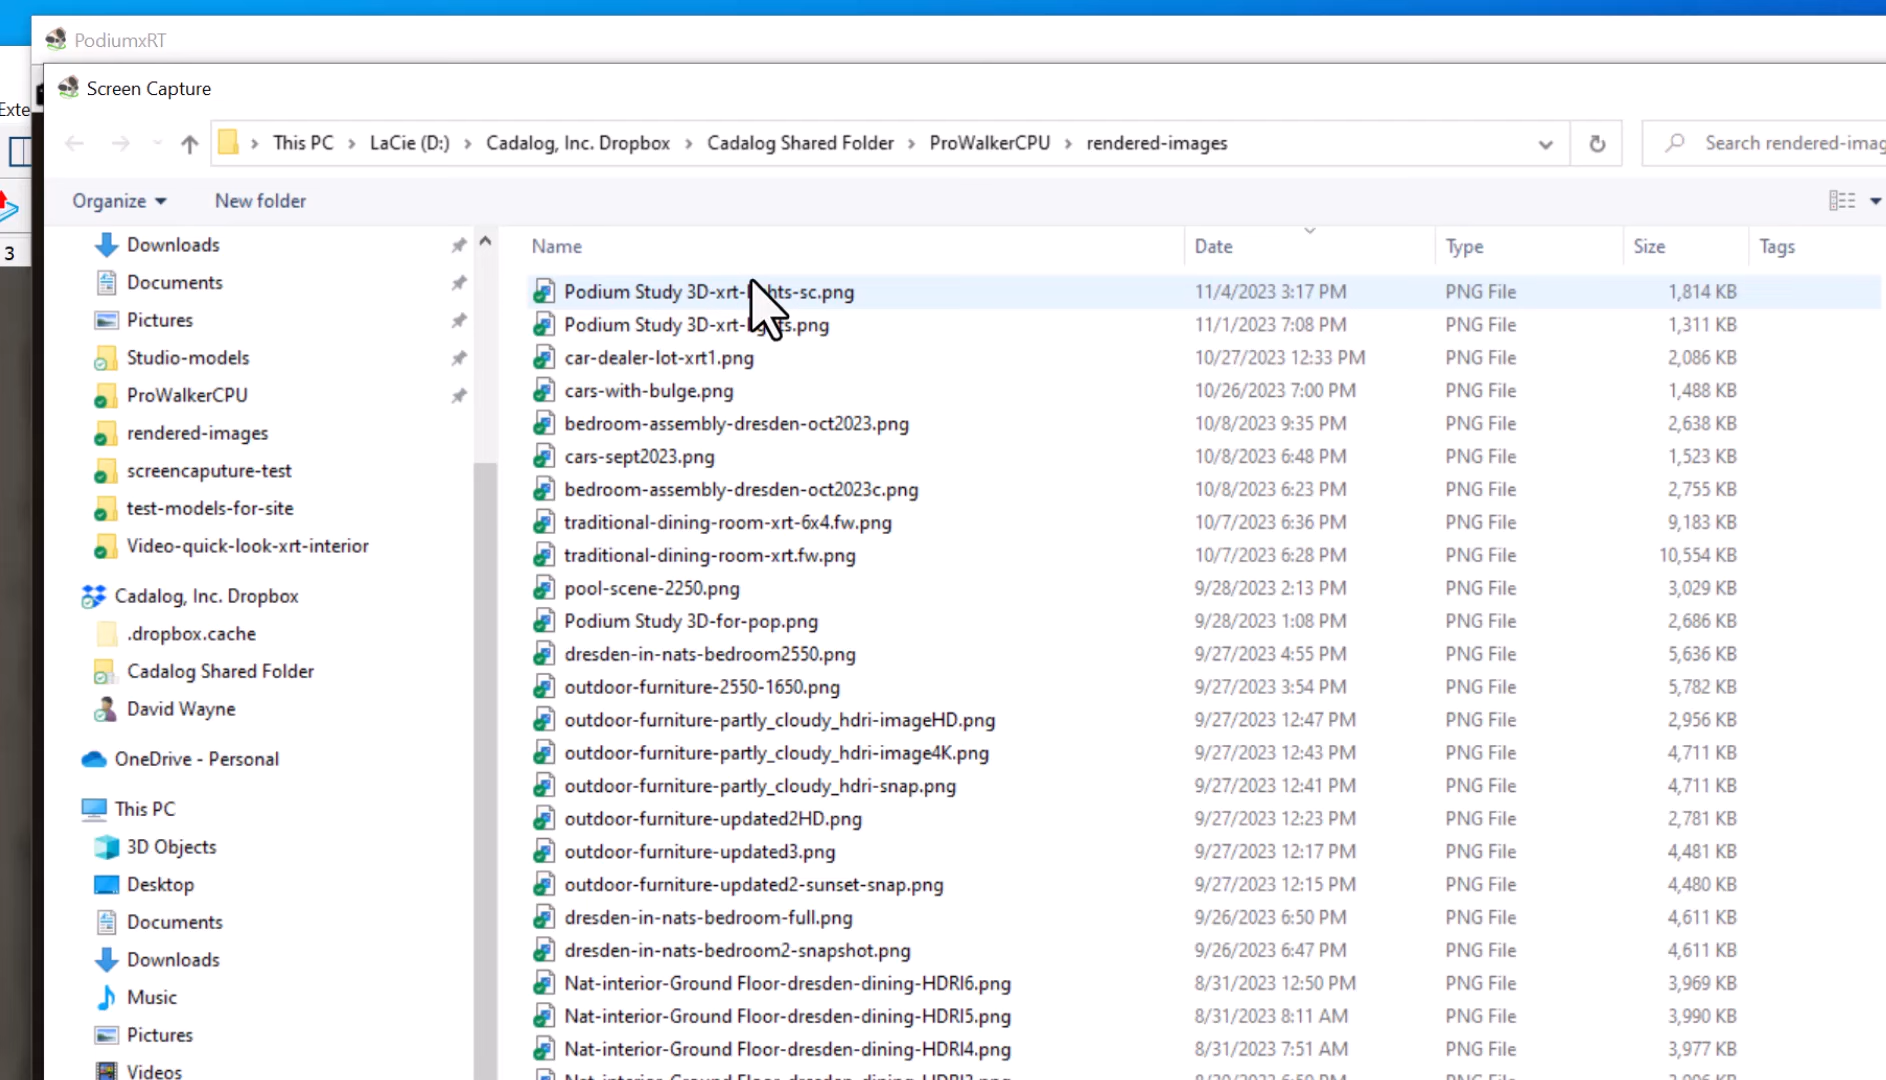 PodiumxRT
Screen Capture
Exte
This PC > LaCie (D:) > Cadalog, Inc. Dropbox > Cadalog Shared Folder > ProWalkerCPU > rendered-images
Search rendered-imag
Organize
New folder
3
Downloads
Documents
Pictures
Studio-models
ProWalkerCPU
rendered-images
screencaputure-test
test-models-for-site
Video-quick-look-xrt-interior
Cadalog, Inc. Dropbox
.dropbox.cache
Cadalog Shared Folder
David Wayne
OneDrive - Personal
This PC
3D Objects
Desktop
Documents
Downloads
Music
Pictures
Videos
Name Date Type Size Tags
Podium Study 3D-xrt-lights-sc.png 11/4/2023 3:17 PM PNG File 1,814 KB
Podium Study 3D-xrt-lights.png 11/1/2023 7:08 PM PNG File 1,311 KB
car-dealer-lot-xrt1.png 10/27/2023 12:33 PM PNG File 2,086 KB
cars-with-bulge.png 10/26/2023 7:00 PM PNG File 1,488 KB
bedroom-assembly-dresden-oct2023.png 10/8/2023 9:35 PM PNG File 2,638 KB
cars-sept2023.png 10/8/2023 6:48 PM PNG File 1,523 KB
bedroom-assembly-dresden-oct2023c.png 10/8/2023 6:23 PM PNG File 2,755 KB
traditional-dining-room-xrt-6x4.fw.png 10/7/2023 6:36 PM PNG File 9,183 KB
traditional-dining-room-xrt.fw.png 10/7/2023 6:28 PM PNG File 10,554 KB
pool-scene-2250.png 9/28/2023 2:13 PM PNG File 3,029 KB
Podium Study 3D-for-pop.png 9/28/2023 1:08 PM PNG File 2,686 KB
dresden-in-nats-bedroom2550.png 9/27/2023 4:55 PM PNG File 5,636 KB
outdoor-furniture-2550-1650.png 9/27/2023 3:54 PM PNG File 5,782 KB
outdoor-furniture-partly_cloudy_hdri-imageHD.png 9/27/2023 12:47 PM PNG File 2,956 KB
outdoor-furniture-partly_cloudy_hdri-image4K.png 9/27/2023 12:43 PM PNG File 4,711 KB
outdoor-furniture-partly_cloudy_hdri-snap.png 9/27/2023 12:41 PM PNG File 4,711 KB
outdoor-furniture-updated2HD.png 9/27/2023 12:23 PM PNG File 2,781 KB
outdoor-furniture-updated3.png 9/27/2023 12:17 PM PNG File 4,481 KB
outdoor-furniture-updated2-sunset-snap.png 9/27/2023 12:15 PM PNG File 4,480 KB
dresden-in-nats-bedroom-full.png 9/26/2023 6:50 PM PNG File 4,611 KB
dresden-in-nats-bedroom2-snapshot.png 9/26/2023 6:47 PM PNG File 4,611 KB
Nat-interior-Ground Floor-dresden-dining-HDRI6.png 8/31/2023 12:50 PM PNG File 3,969 KB
Nat-interior-Ground Floor-dresden-dining-HDRI5.png 8/31/2023 8:11 AM PNG File 3,990 KB
Nat-interior-Ground Floor-dresden-dining-HDRI4.png 8/31/2023 7:51 AM PNG File 3,977 KB